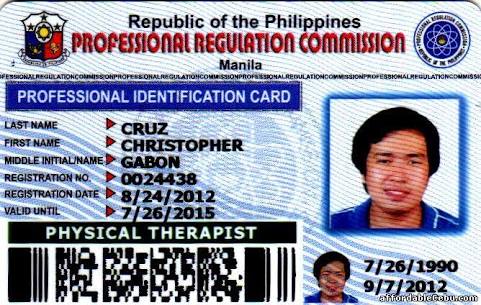 Republic of the Philippines
PROFESSIONAL REGULATION COMMISSION
Manila
PROFESSIONALREGULATIONCOMMISSIONPROFESSIONALREGULATIONCOMMISSIONPROFESSIONALREGULATIONCOMMISSION
PROFESSIONAL IDENTIFICATION CARD
LAST NAME CRUZ
FIRST NAME CHRISTOPHER
MIDDLE INITIAL/NAME GABON
REGISTRATION NO. 0024438
REGISTRATION DATE 8/24/2012
VALID UNTIL 7/26/2015
PHYSICAL THERAPIST
7/26/1990
9/7/2012
affordableCebu.com